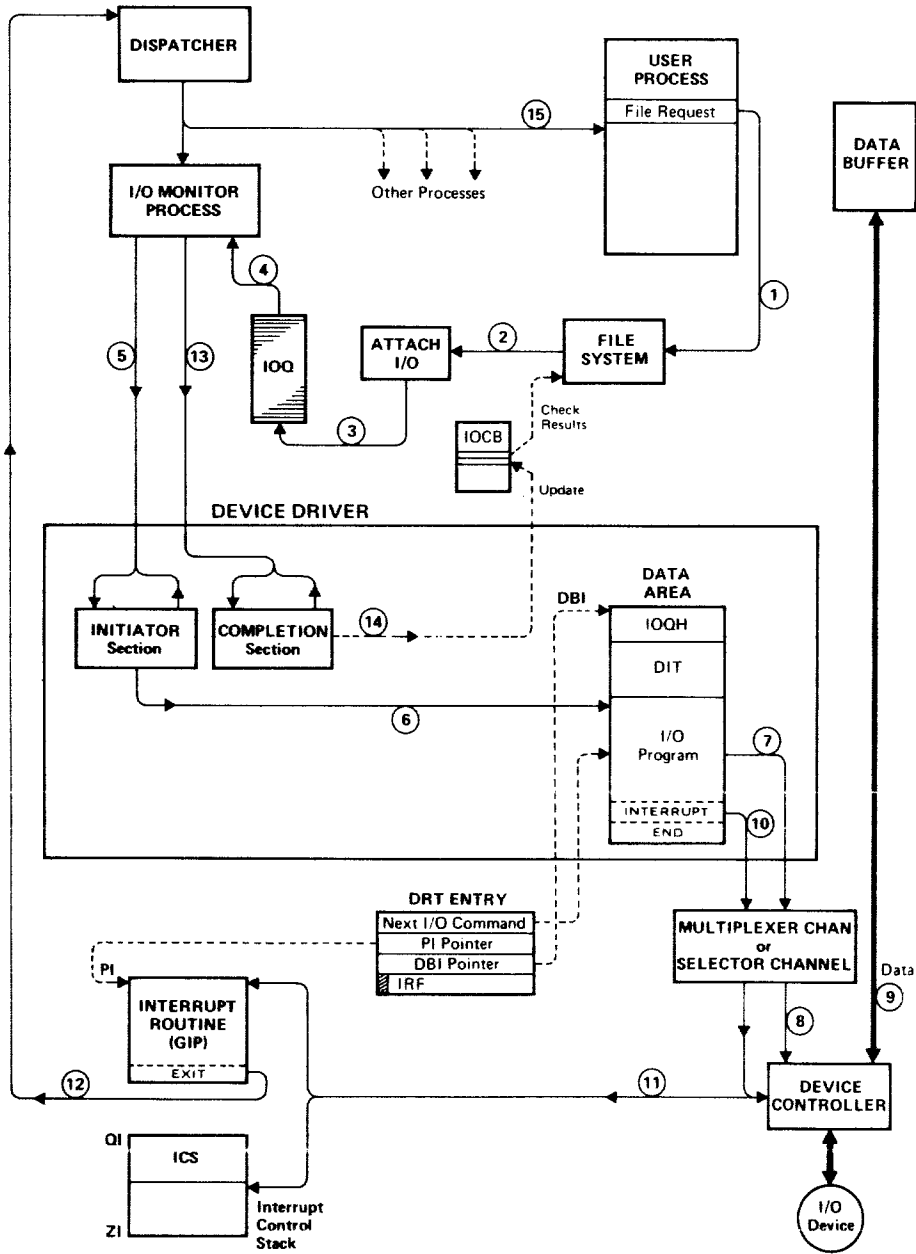 DISPATCHER
USER
PROCESS
File Request
15
DATA
BUFFER
I/O MONITOR
PROCESS
Other Processes
4
1
5
13
IOQ
ATTACH
I/O
2
FILE
SYSTEM
3
Check
Results
IOCB
Update
DEVICE DRIVER
DATA
AREA
DBI
IOQH
INITIATOR
Section
COMPLETION
Section
14
DIT
6
I/O
Program
7
INTERRUPT
10
END
DRT ENTRY
Next I/O Command
PI Pointer
DBI Pointer
IRF
MULTIPLEXER CHAN
or
SELECTOR CHANNEL
PI
INTERRUPT
ROUTINE
(GIP)
EXIT
Data
9
8
12
11
DEVICE
CONTROLLER
QI
ICS
ZI
Interrupt
Control
Stack
I/O
Device